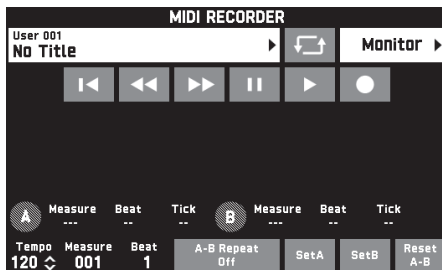 MIDI RECORDER
User 001
No Title
Monitor
Measure Beat Tick Measure Beat Tick
A --- -- -- B --- -- --
Tempo Measure Beat A-B Repeat SetA SetB Reset
120 001 1 Off A-B